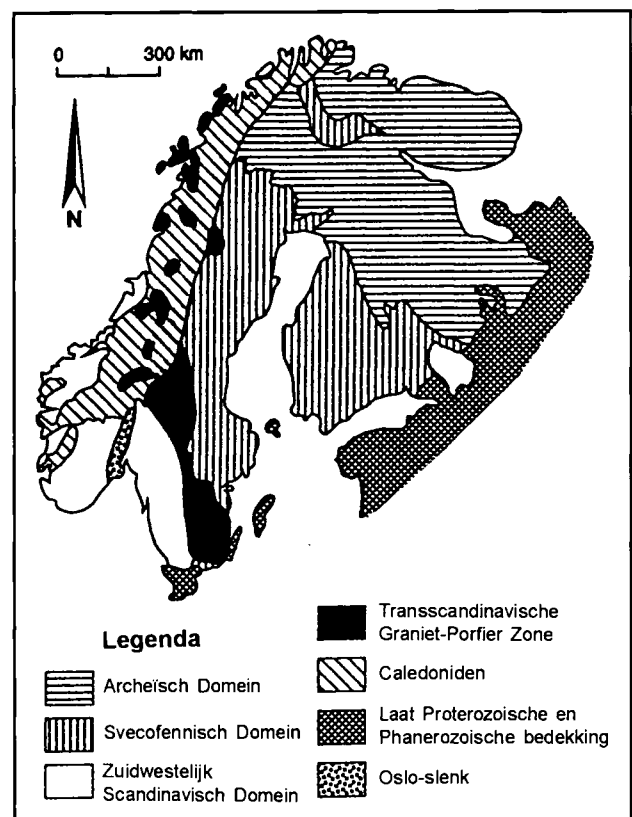 0 300 km
N
Legenda
Archeïsch Domein
Svecofennisch Domein
Zuidwestelijk
Scandinavisch Domein
Transscandinavische
Graniet-Porfier Zone
Caledoniden
Laat Proterozoische en
Phanerozoische bedekking
Oslo-slenk